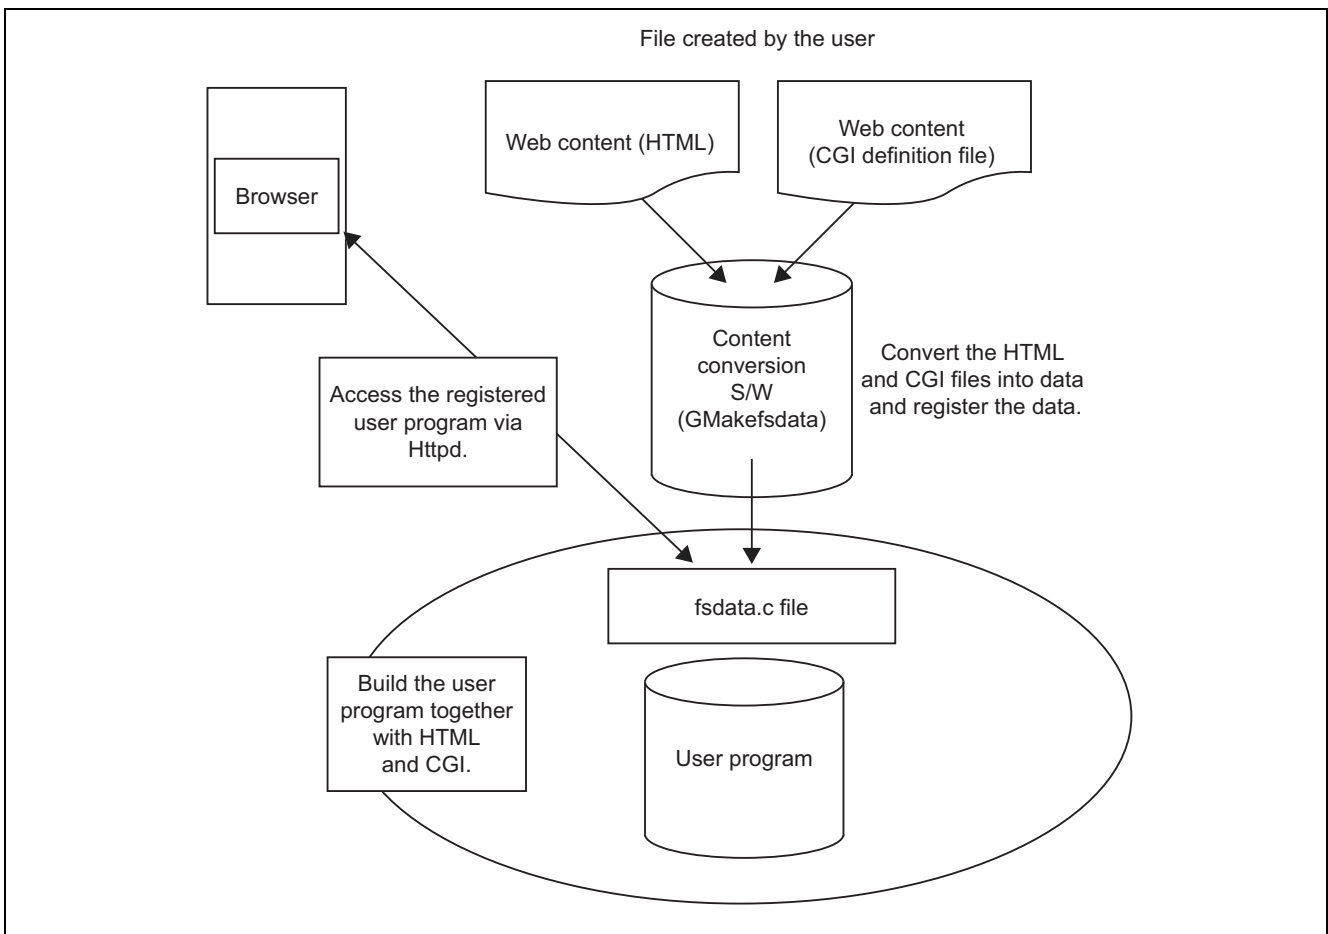 File created by the user
Web content (HTML)
Web content
(CGI definition file)
Browser
Content
conversion
S/W
(GMakefsdata)
Convert the HTML
and CGI files into data
and register the data.
Access the registered
user program via
Httpd.
fsdata.c file
Build the user
program together
with HTML
and CGI.
User program